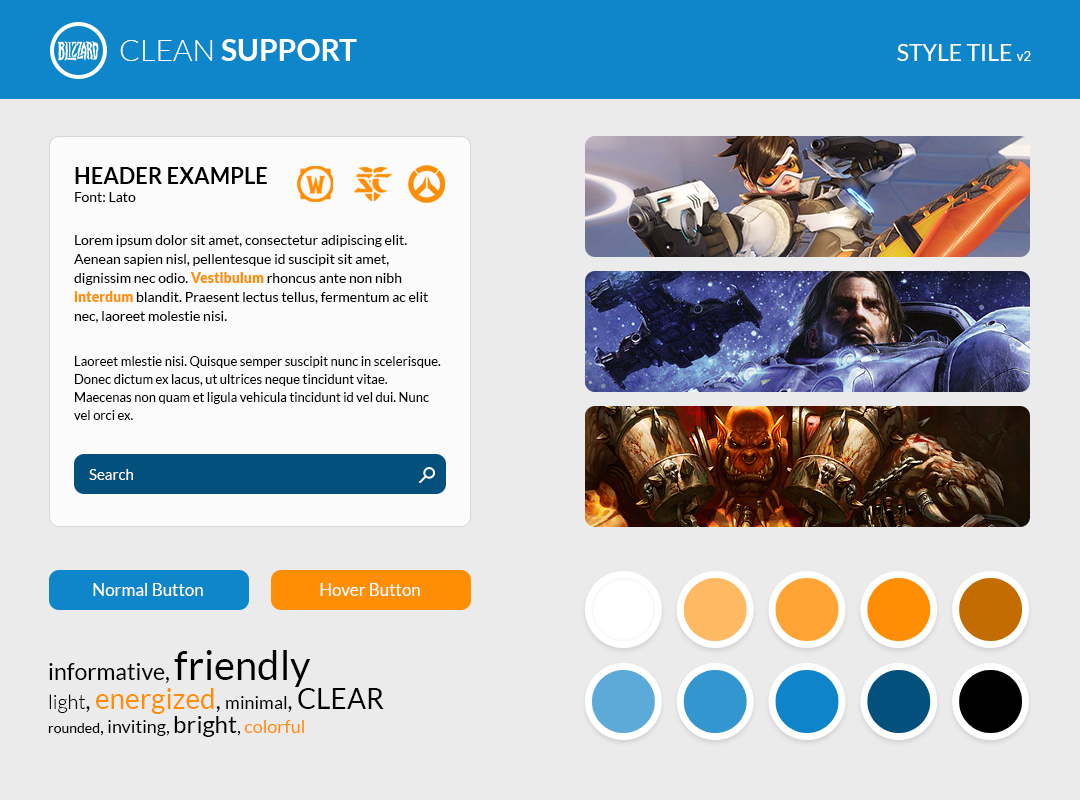 BLIZZARD
CLEAN SUPPORT
STYLE TILE v2
HEADER EXAMPLE
Font: Lato
W
Lorem ipsum dolor sit amet, consectetur adipiscing elit.
Aenean sapien nisl, pellentesque id suscipit sit amet,
dignissim nec odio. Vestibulum rhoncus ante non nibh
interdum blandit. Praesent lectus tellus, fermentum ac elit
nec, laoreet molestie nisi.
Laoreet mlestie nisi. Quisque semper suscipit nunc in scelerisque.
Donec dictum ex lacus, ut ultrices neque tincidunt vitae.
Maecenas non quam et ligula vehicula tincidunt id vel dui. Nunc
vel orci ex.
Search
Normal Button
Hover Button
informative, friendly
light, energized, minimal, CLEAR
rounded, inviting, bright, colorful